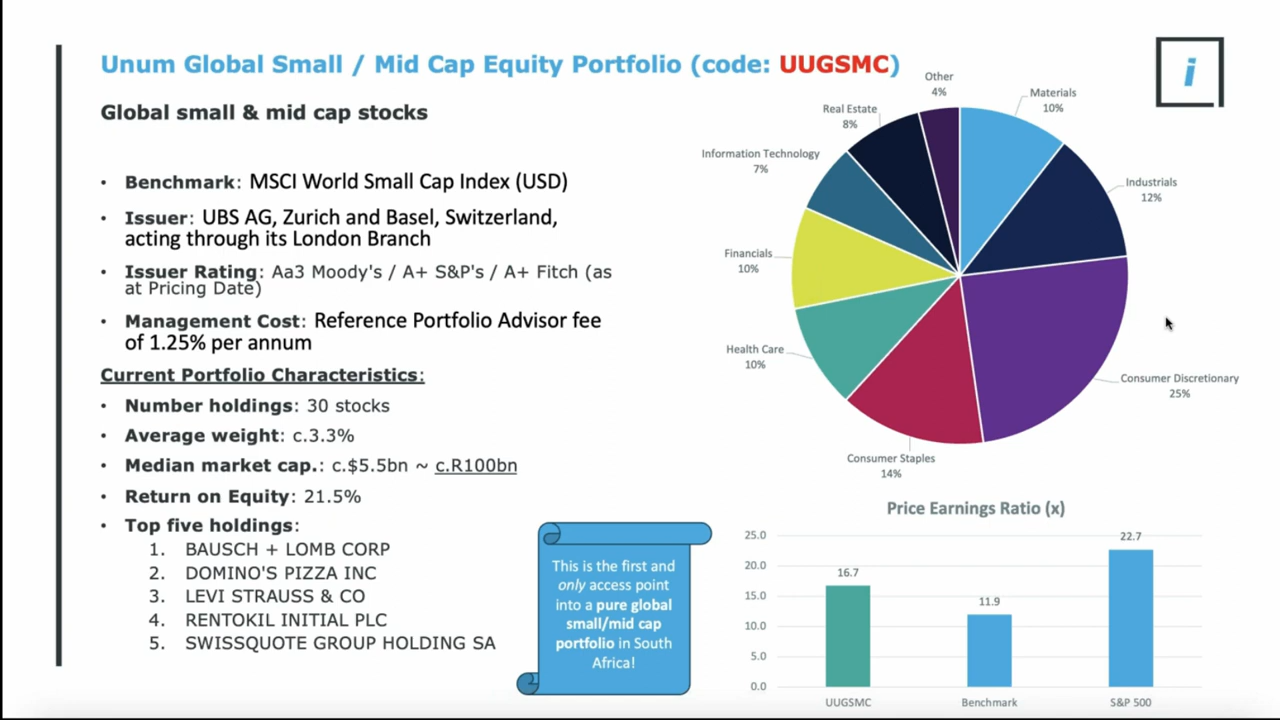 Unum Global Small / Mid Cap Equity Portfolio (code: UUGSMC)
i
Global small & mid cap stocks
• Benchmark: MSCI World Small Cap Index (USD)
• Issuer: UBS AG, Zurich and Basel, Switzerland,
acting through its London Branch
• Issuer Rating: Aa3 Moody's / A+ S&P's / A+ Fitch (as
at Pricing Date)
• Management Cost: Reference Portfolio Advisor fee
of 1.25% per annum
Current Portfolio Characteristics:
• Number holdings: 30 stocks
• Average weight: c.3.3%
• Median market cap.: c.$5.5bn ~ c.R100bn
• Return on Equity: 21.5%
• Top five holdings:
1. BAUSCH + LOMB CORP
2. DOMINO'S PIZZA INC
3. LEVI STRAUSS & CO
4. RENTOKIL INITIAL PLC
5. SWISSQUOTE GROUP HOLDING SA
This is the first and
only access point
into a pure global
small/mid cap
portfolio in South
Africa!
Other
4%
Materials
10%
Real Estate
8%
Information Technology
7%
Industrials
12%
Financials
10%
Health Care
10%
Consumer Discretionary
25%
Consumer Staples
14%
Price Earnings Ratio (x)
25.0
20.0
15.0
10.0
5.0
0.0
16.7
11.9
22.7
UUGSMC
Benchmark
S&P 500